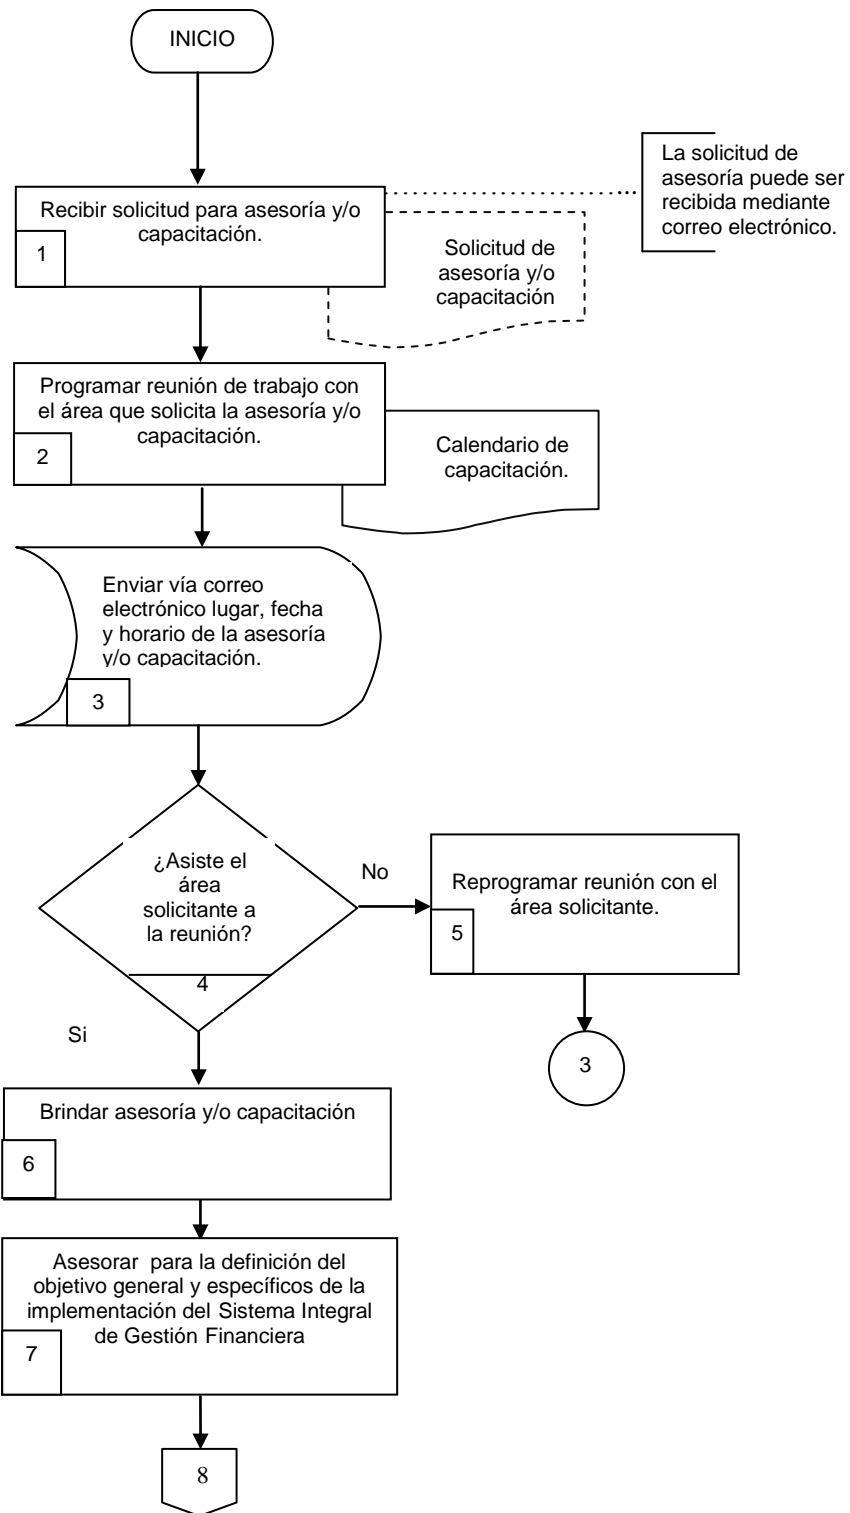 INICIO
La solicitud de
asesoría puede ser
recibida mediante
correo electrónico.
Recibir solicitud para asesoría y/o
capacitación.
1
Solicitud de
asesoría y/o
capacitación
Programar reunión de trabajo con
el área que solicita la asesoría y/o
capacitación.
2
Calendario de
capacitación.
Enviar vía correo
electrónico lugar, fecha
y horario de la asesoría
y/o capacitación.
3
¿Asiste el
área
solicitante a
la reunión?
4
No
Reprogramar reunión con el
área solicitante.
5
3
Si
Brindar asesoría y/o capacitación
6
Asesorar para la definición del
objetivo general y específicos de la
implementación del Sistema Integral
de Gestión Financiera
7
8